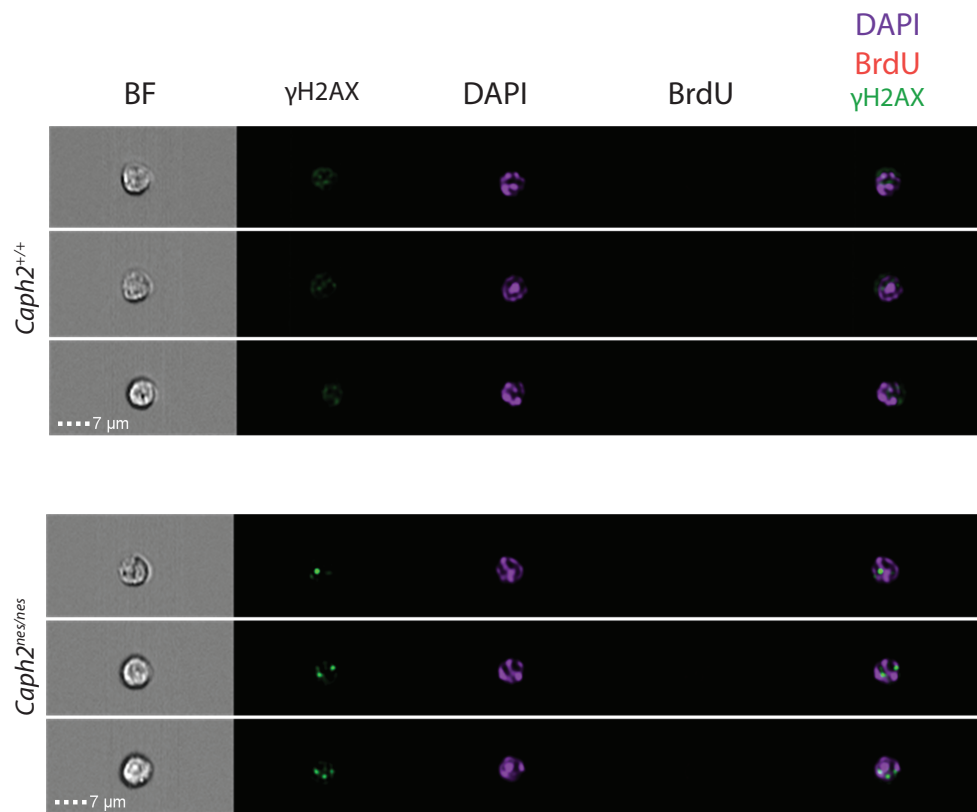 DAPI
BrdU
γH2AX
BF γH2AX DAPI BrdU
Caph2+/+
7 μm
Caph2nes/nes
7 μm